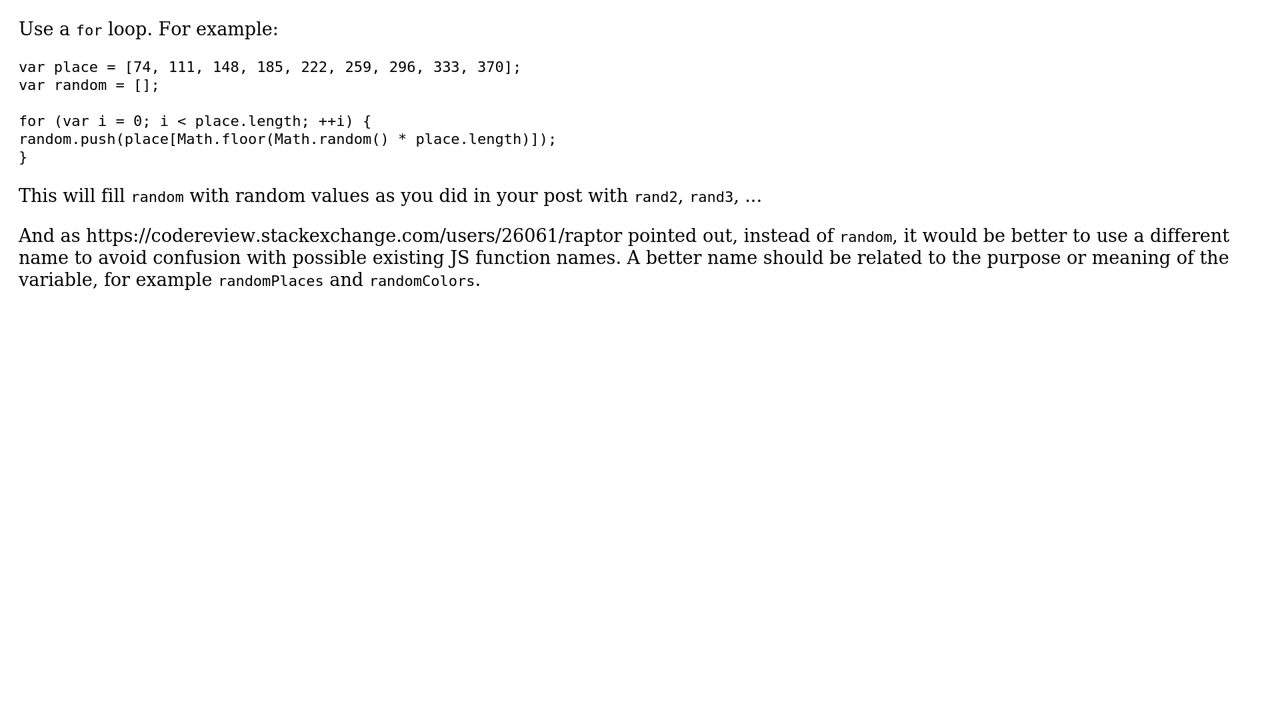 Use a for loop. For example:
var place = [74, 111, 148, 185, 222, 259, 296, 333, 370];
var random = [];
for (var i = 0; i < place.length; ++i) {
random.push(place[Math.floor(Math.random() * place.length)]);
}
This will fill random with random values as you did in your post with rand2, rand3, ...
And as https://codereview.stackexchange.com/users/26061/raptor pointed out, instead of random, it would be better to use a different
name to avoid confusion with possible existing JS function names. A better name should be related to the purpose or meaning of the
variable, for example randomPlaces and randomColors.